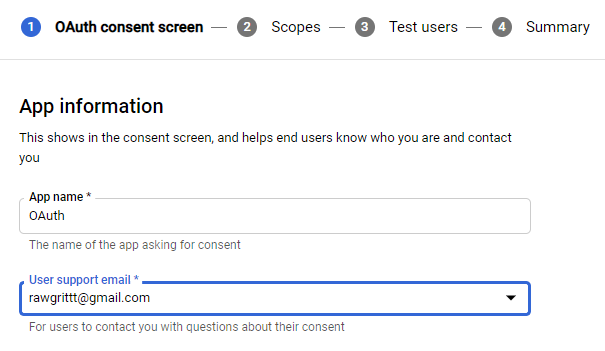 1 OAuth consent screen — 2 Scopes — 3 Test users — 4 Summary
App information
This shows in the consent screen, and helps end users know who you are and contact
you
App name *
OAuth
The name of the app asking for consent
User support email *
rawgrittt@gmail.com
For users to contact you with questions about their consent